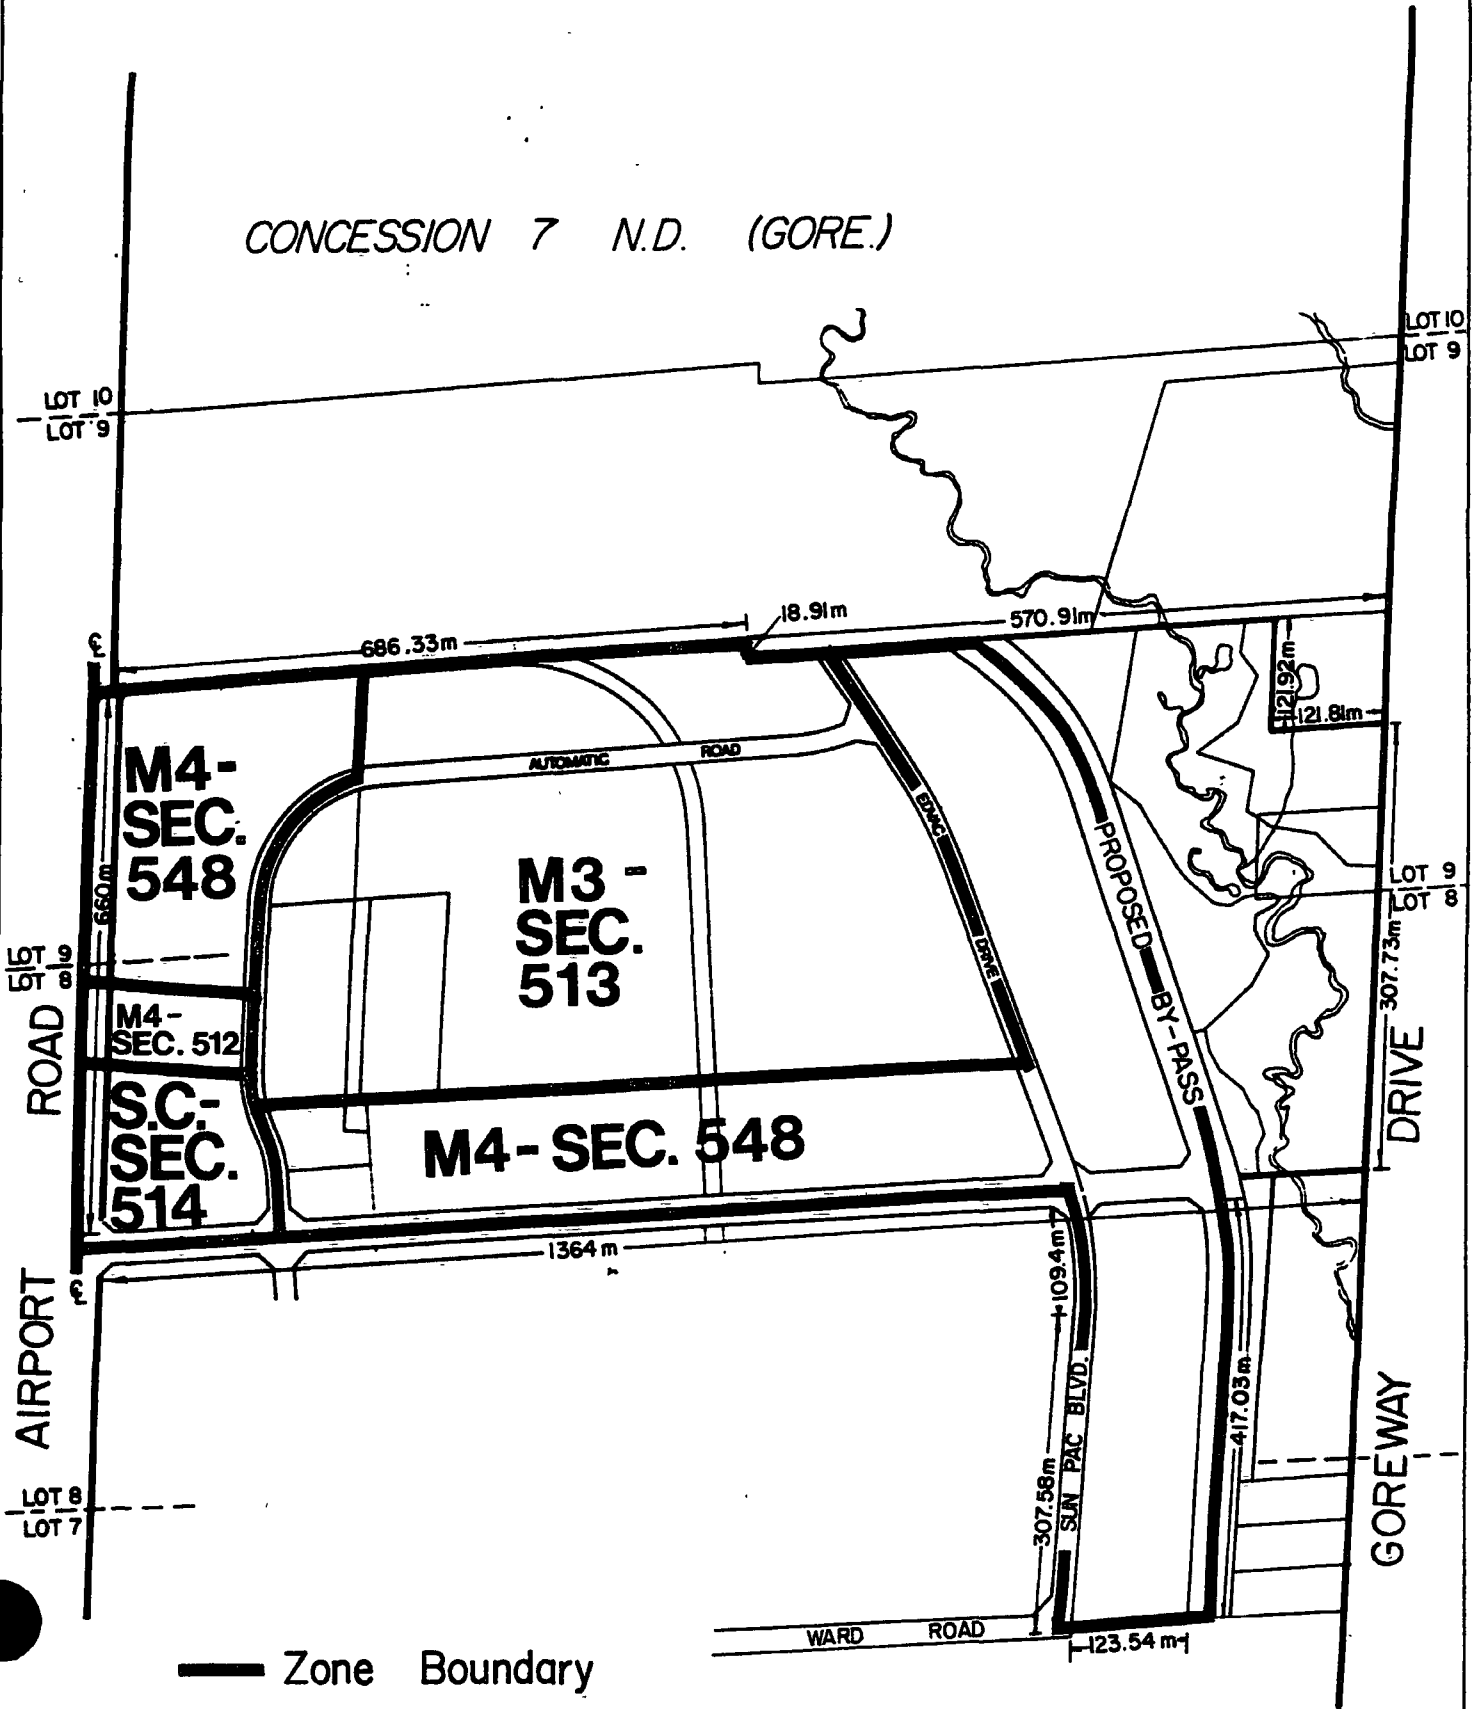 CONCESSION 7 N.D. (GORE.)
LOT 10
LOT 9
LOT 10
LOT 9
℄
686.33m
18.91m
570.91m
121.92m
121.81m
AUTOMATIC ROAD
M4-
SEC.
548
660m
EDVAC DRIVE
PROPOSED BY-PASS
M3-
SEC.
513
LOT 9
LOT 8
LOT 9
LOT 8
307.73m
M4-
SEC. 512
S.C.-
SEC.
514
M4-SEC. 548
1364m
℄
109.4m
AIRPORT ROAD
GOREWAY DRIVE
417.03m
307.58m
SUN PAC BLVD.
LOT 8
LOT 7
WARD ROAD
123.54m
Zone Boundary